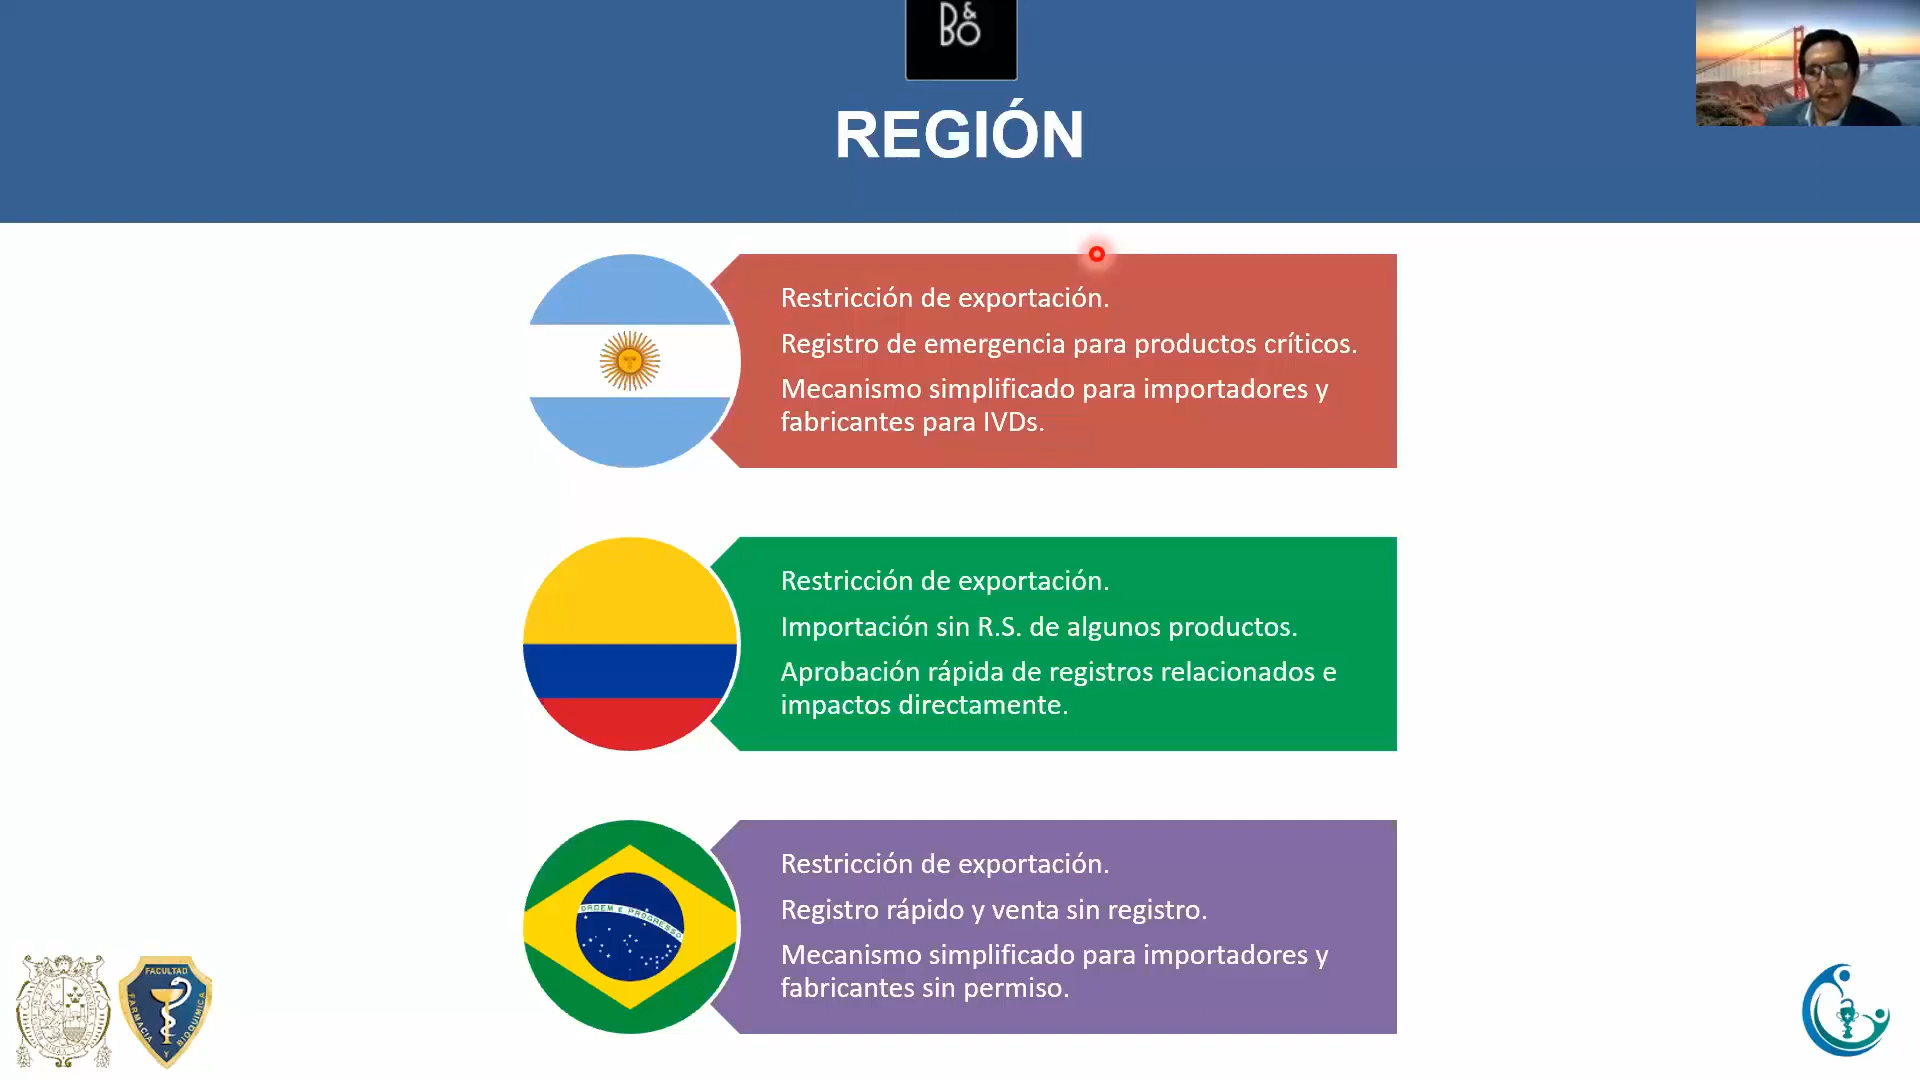 B&O
REGIÓN
Restricción de exportación.
Registro de emergencia para productos críticos.
Mecanismo simplificado para importadores y
fabricantes para IVDs.
Restricción de exportación.
Importación sin R.S. de algunos productos.
Aprobación rápida de registros relacionados e
impactos directamente.
ORDEM E PROGRESSO
Restricción de exportación.
Registro rápido y venta sin registro.
Mecanismo simplificado para importadores y
fabricantes sin permiso.
FACULTAD
FARMACIA Y BIOQUIMICA